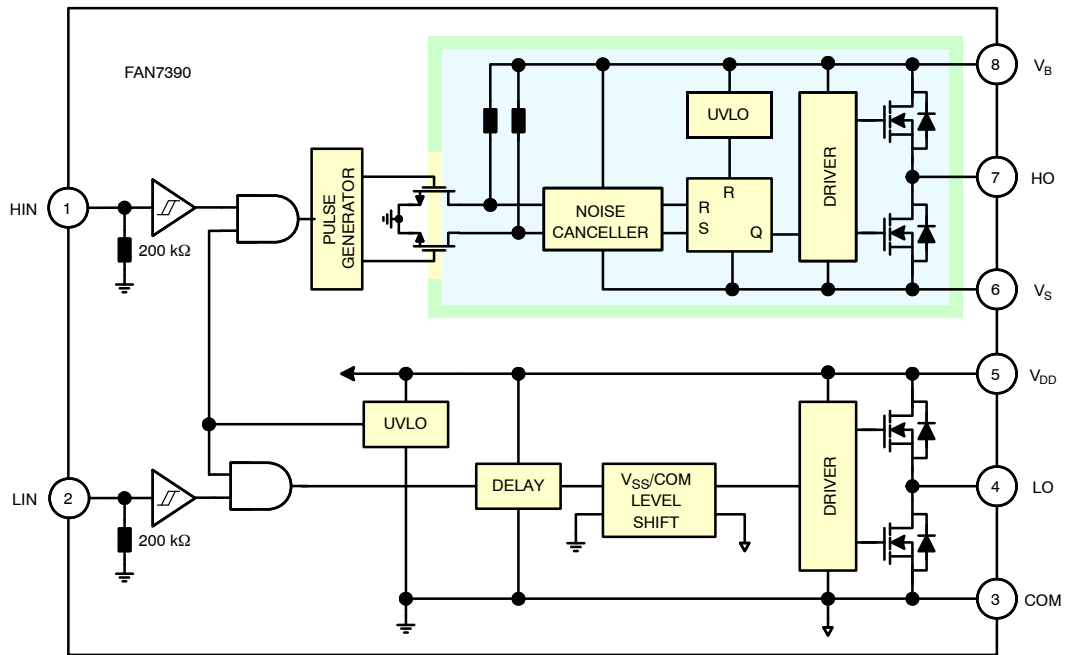 FAN7390
8
V_B
UVLO
HIN
1
200 kΩ
PULSE
GENERATOR
NOISE
CANCELLER
R
R
S
Q
DRIVER
7
HO
6
V_S
5
V_DD
UVLO
LIN
2
200 kΩ
DELAY
V_SS/COM
LEVEL
SHIFT
DRIVER
4
LO
3
COM